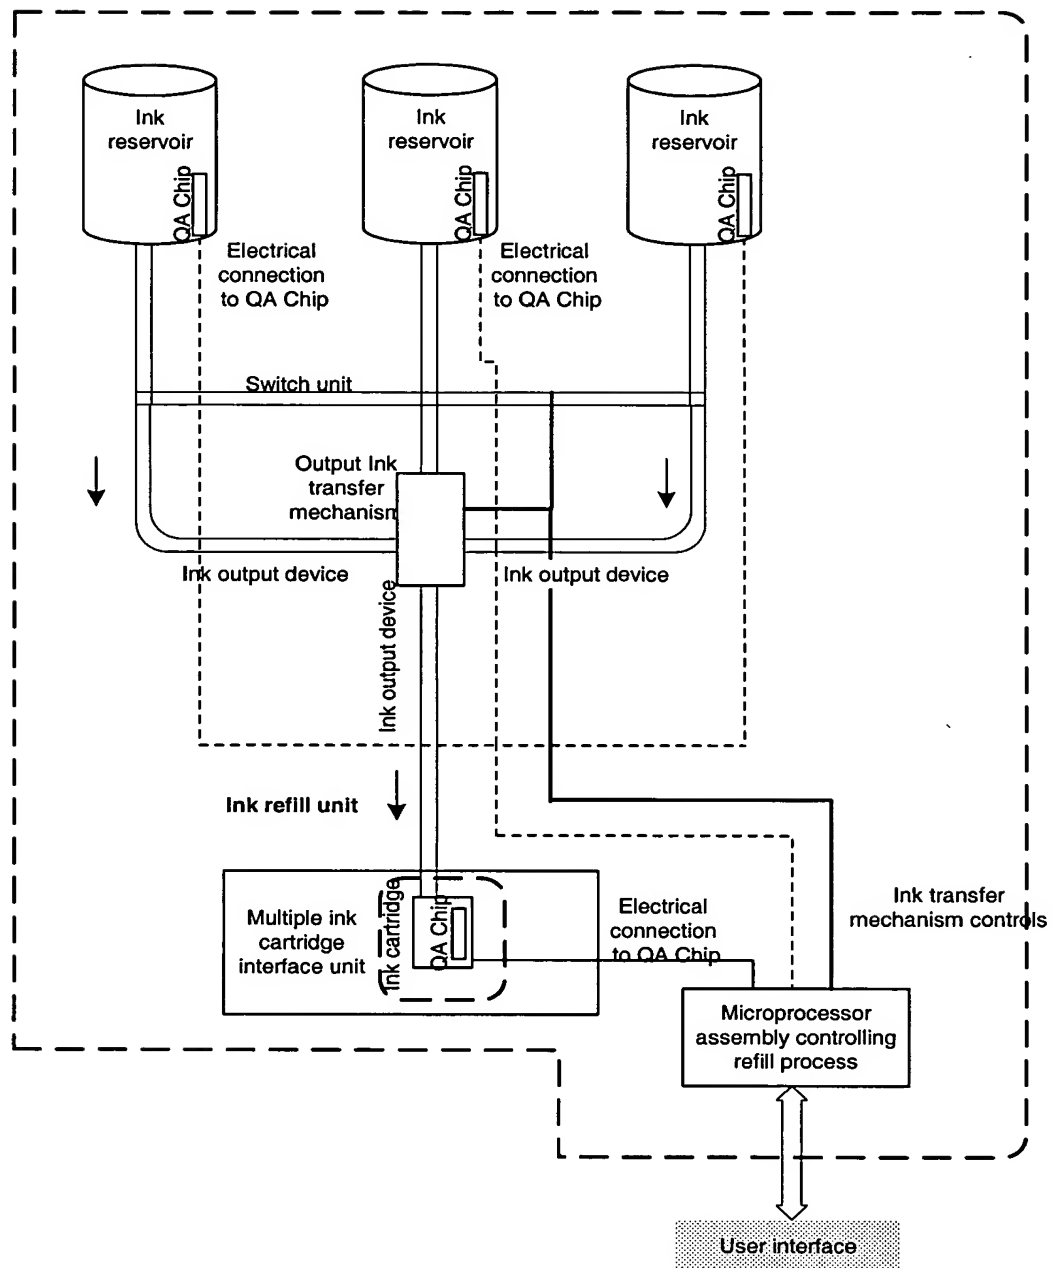 Ink
reservoir
QA Chip
Ink
reservoir
QA Chip
Ink
reservoir
QA Chip
Electrical
connection
to QA Chip
Electrical
connection
to QA Chip
Switch unit
Output Ink
transfer
mechanism
Ink output device
Ink output device
Ink output device
Ink refill unit
Multiple ink
cartridge
interface unit
Ink cartridge
QA Chip
Electrical
connection
to QA Chip
Ink transfer
mechanism controls
Microprocessor
assembly controlling
refill process
User interface